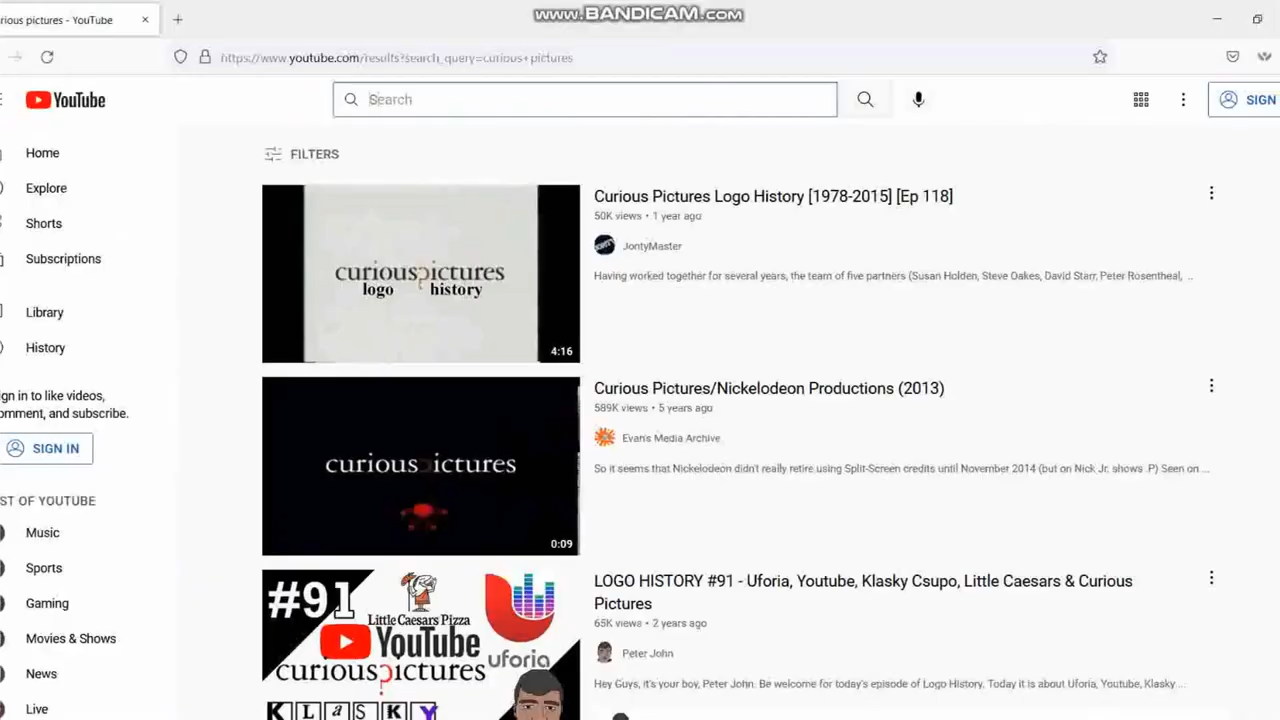 www.BANDICAM.com
rious pictures - YouTube
https://www.youtube.com/results?search_query=curious+pictures
YouTube
Search
SIGN
Home
Explore
Shorts
Subscriptions
Library
History
ign in to like videos,
omment, and subscribe.
SIGN IN
ST OF YOUTUBE
Music
Sports
Gaming
Movies & Shows
News
Live
FILTERS
curiouspictures
logo history
4:16
Curious Pictures Logo History [1978-2015] [Ep 118]
50K views • 1 year ago
JontyMaster
Having worked together for several years, the team of five partners (Susan Holden, Steve Oakes, David Starr, Peter Rosenthal, ...
curious ictures
0:09
Curious Pictures/Nickelodeon Productions (2013)
589K views • 5 years ago
Evan's Media Archive
So it seems that Nickelodeon didn't really retire using Split-Screen credits until November 2014 (but on Nick Jr. shows :P) Seen on ...
#91
Little Caesars Pizza
YouTube
uforia
curious?ictures
KLaSKY
LOGO HISTORY #91 - Uforia, Youtube, Klasky Csupo, Little Caesars & Curious
Pictures
65K views • 2 years ago
Peter John
Hey Guys, it's your boy, Peter John. Be welcome for today's episode of Logo History. Today it is about Uforia, Youtube, Klasky ...